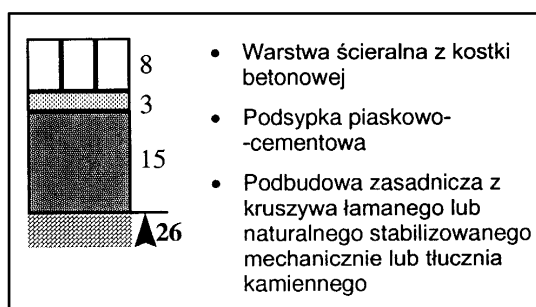 8
3
15
26
• Warstwa ścieralna z kostki
betonowej
• Podsypka piaskowo-
-cementowa
• Podbudowa zasadnicza z
kruszywa łamanego lub
naturalnego stabilizowanego
mechanicznie lub tłucznia
kamiennego